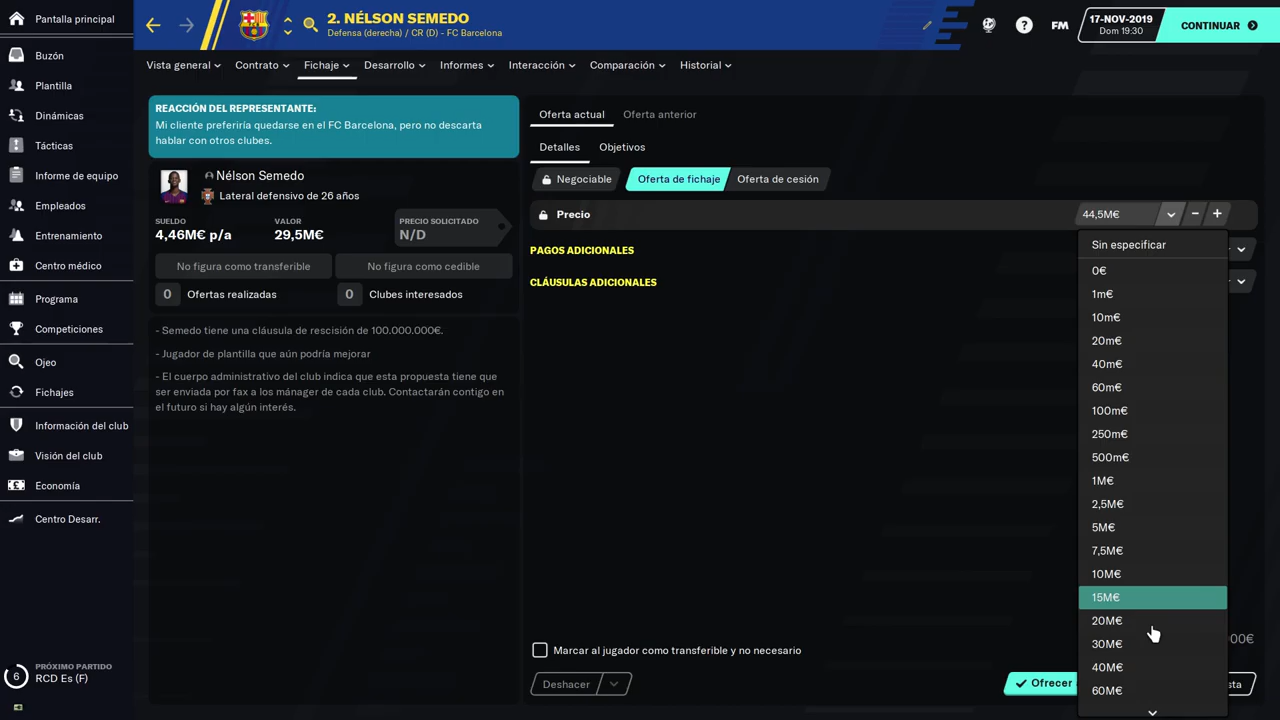 Pantalla principal
Buzón
Plantilla
Dinámicas
Tácticas
Informe de equipo
Empleados
Entrenamiento
Centro médico
Programa
Competiciones
Ojeo
Fichajes
Información del club
Visión del club
Economía
Centro Desarr.
6
PRÓXIMO PARTIDO
RCD Es (F)
2. NÉLSON SEMEDO
Defensa (derecha) / CR (D) - FC Barcelona
FM
17-NOV-2019
Dom 19:30
CONTINUAR
Vista general
Contrato
Fichaje
Desarrollo
Informes
Interacción
Comparación
Historial
REACCIÓN DEL REPRESENTANTE:
Mi cliente preferiría quedarse en el FC Barcelona, pero no descarta
hablar con otros clubes.
Nélson Semedo
Lateral defensivo de 26 años
SUELDO
4,46M€ p/a
VALOR
29,5M€
PRECIO SOLICITADO
N/D
No figura como transferible
No figura como cedible
0 Ofertas realizadas
0 Clubes interesados
- Semedo tiene una cláusula de rescisión de 100.000.000€.
- Jugador de plantilla que aún podría mejorar
- El cuerpo administrativo del club indica que esta propuesta tiene que
ser enviada por fax a los mánager de cada club. Contactarán contigo en
el futuro si hay algún interés.
Oferta actual
Oferta anterior
Detalles
Objetivos
Negociable
Oferta de fichaje
Oferta de cesión
Precio
44,5M€
PAGOS ADICIONALES
CLÁUSULAS ADICIONALES
Sin especificar
0€
1m€
10m€
20m€
40m€
60m€
100m€
250m€
500m€
1M€
2,5M€
5M€
7,5M€
10M€
15M€
20M€
30M€
40M€
60M€
Marcar al jugador como transferible y no necesario
Deshacer
Ofrecer